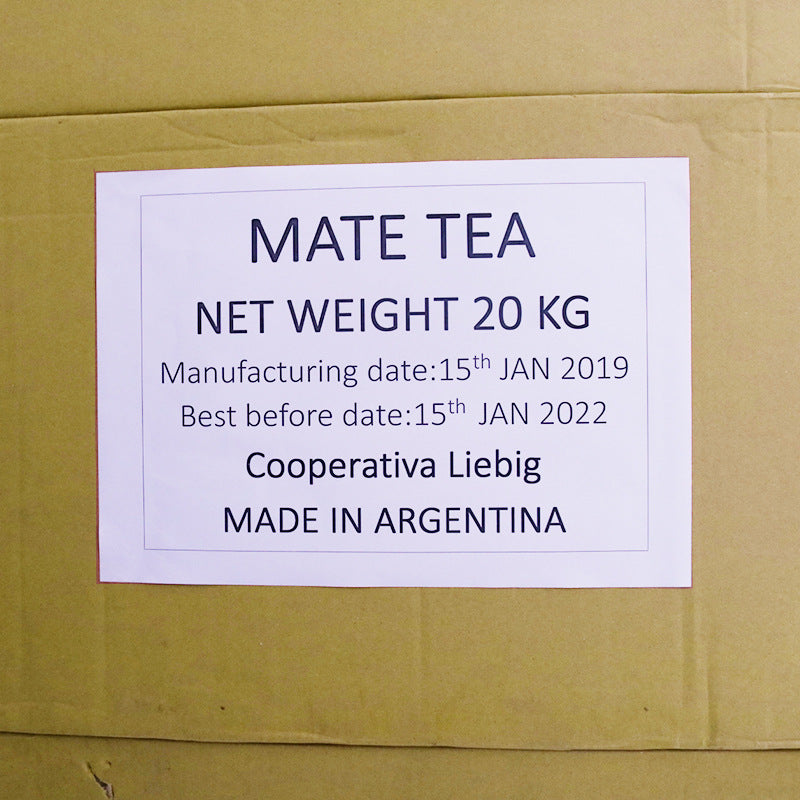 MATE TEA
NET WEIGHT 20 KG
Manufacturing date:15th JAN 2019
Best before date:15th JAN 2022
Cooperativa Liebig
MADE IN ARGENTINA